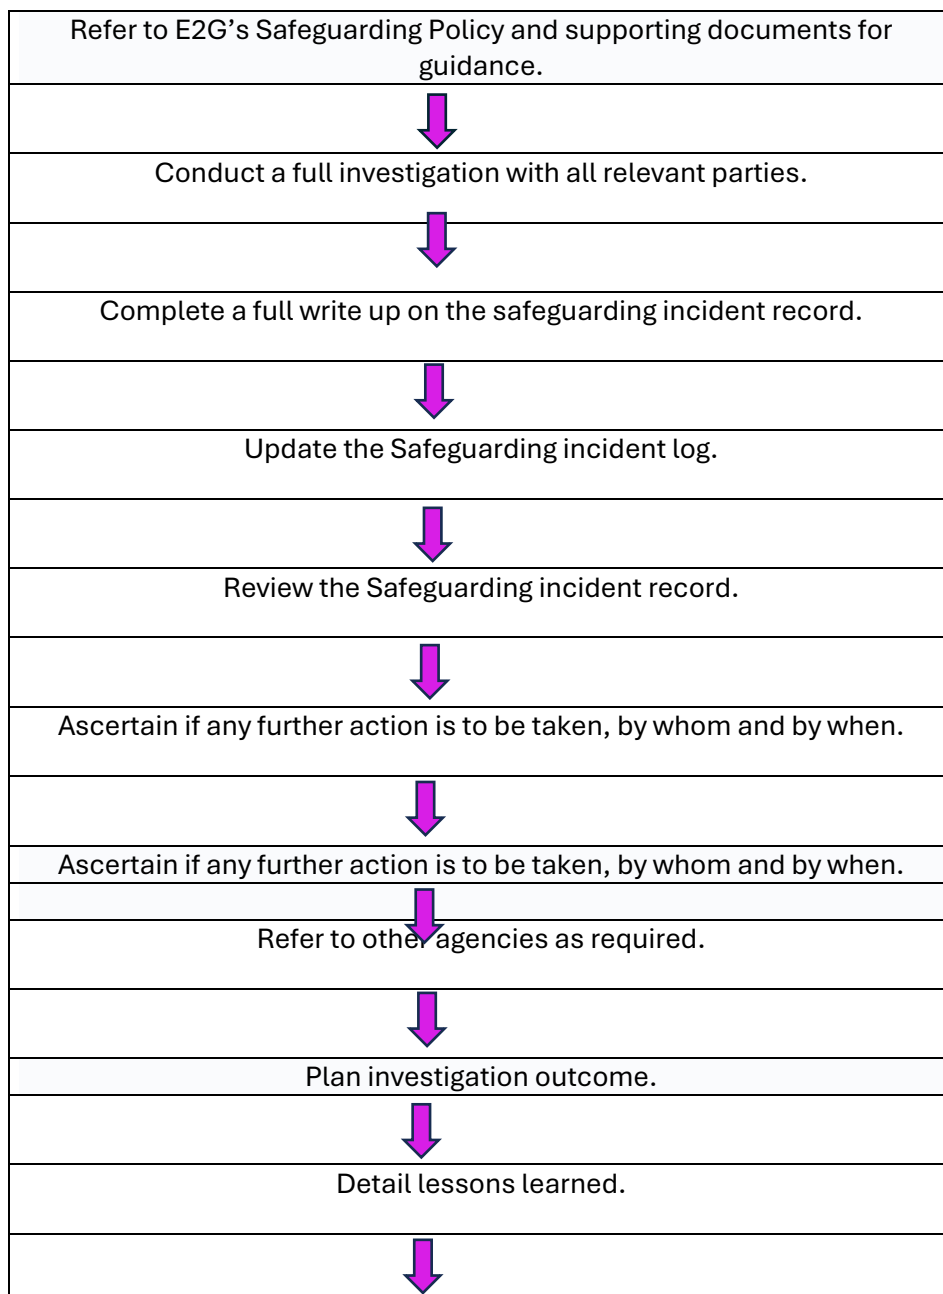 Refer to E2G’s Safeguarding Policy and supporting documents for
guidance.
Conduct a full investigation with all relevant parties.
Complete a full write up on the safeguarding incident record.
Update the Safeguarding incident log.
Review the Safeguarding incident record.
Ascertain if any further action is to be taken, by whom and by when.
Ascertain if any further action is to be taken, by whom and by when.
Refer to other agencies as required.
Plan investigation outcome.
Detail lessons learned.